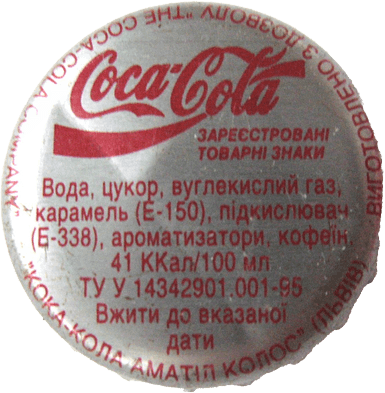 Coca-Cola
ЗАРЕЄСТРОВАНІ
ТОВАРНІ ЗНАКИ
Вода, цукор, вуглекислий газ,
карамель (Е-150), підкислювач
(Е-338), ароматизатори, кофеїн,
41 ККал/100 мл
ТУ У 14342901.001-95
Вжити до вказаної
дати
ВИГОТОВЛЕНО З ДОЗВОЛУ "THE COCA-COLA COMPANY"
"КОКА-КОЛА АМАТІЛ КОЛОС" (ЛЬВІВ)